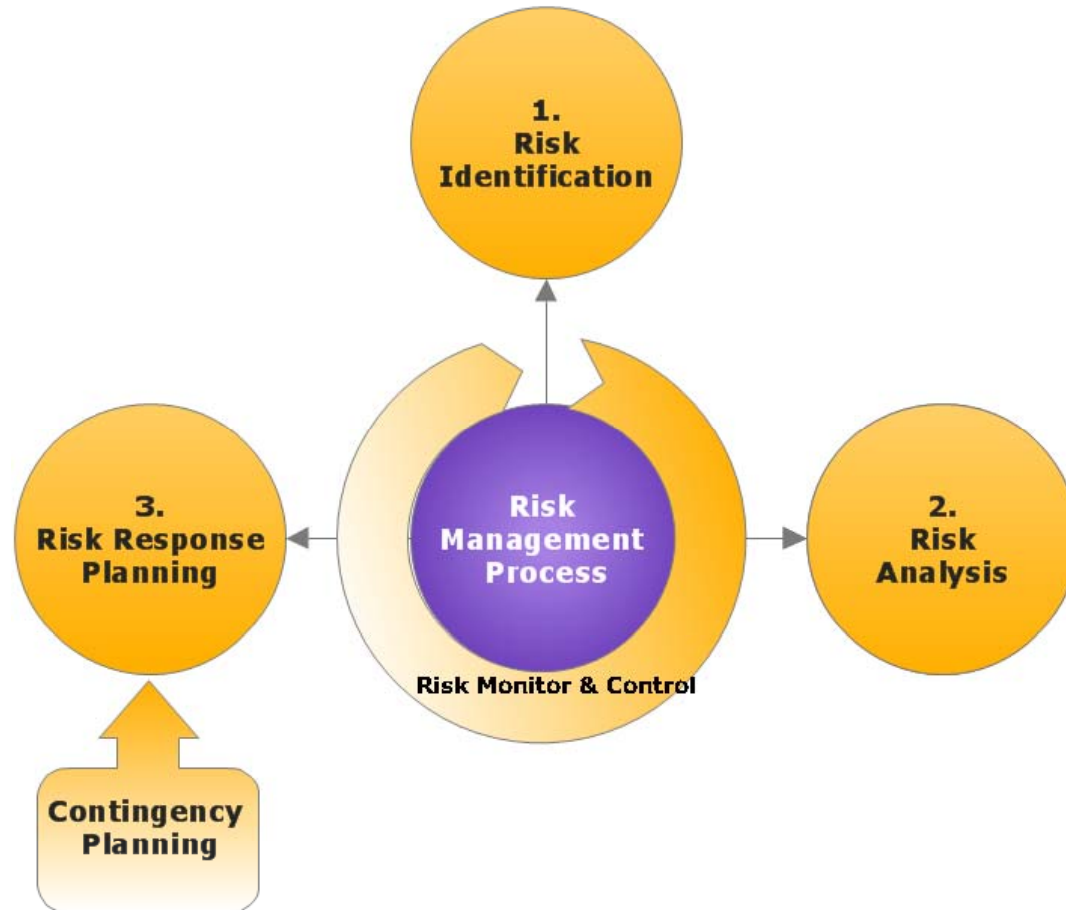 1.
Risk
Identification
Risk
Management
Process
Risk Monitor & Control
2.
Risk
Analysis
3.
Risk Response
Planning
Contingency
Planning